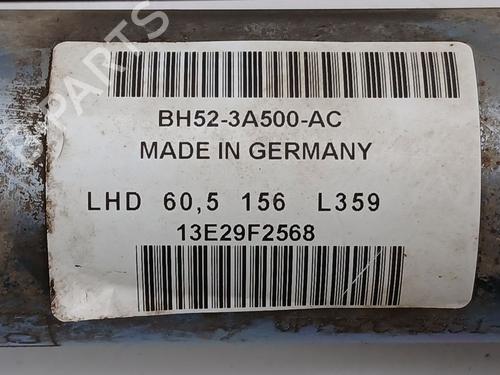 BH52-3A500-AC
MADE IN GERMANY
LHD 60,5 156 L359
13E29F2568